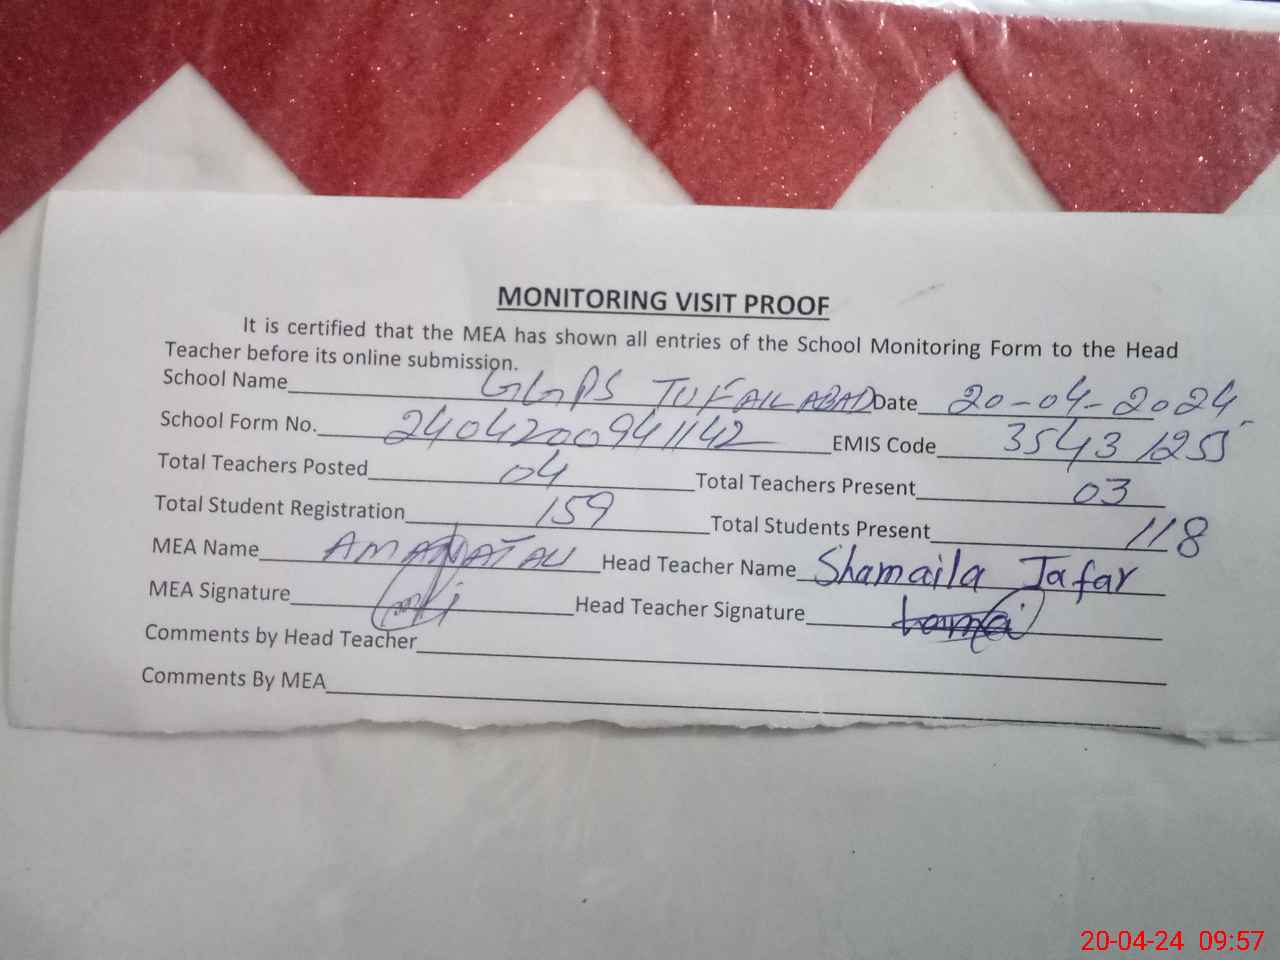 MONITORING VISIT PROOF
It is certified that the MEA has shown all entries of the School Monitoring Form to the Head
Teacher before its online submission.
School Name GGPS TUFAILABAD Date 20-04-2024
School Form No. 2404200941142 EMIS Code 35431255
Total Teachers Posted 04 Total Teachers Present 03
Total Student Registration 159 Total Students Present 118
MEA Name AMANAT ALI Head Teacher Name Shamaila Jafar
MEA Signature Head Teacher Signature
Comments by Head Teacher
Comments By MEA
20-04-24 09:57